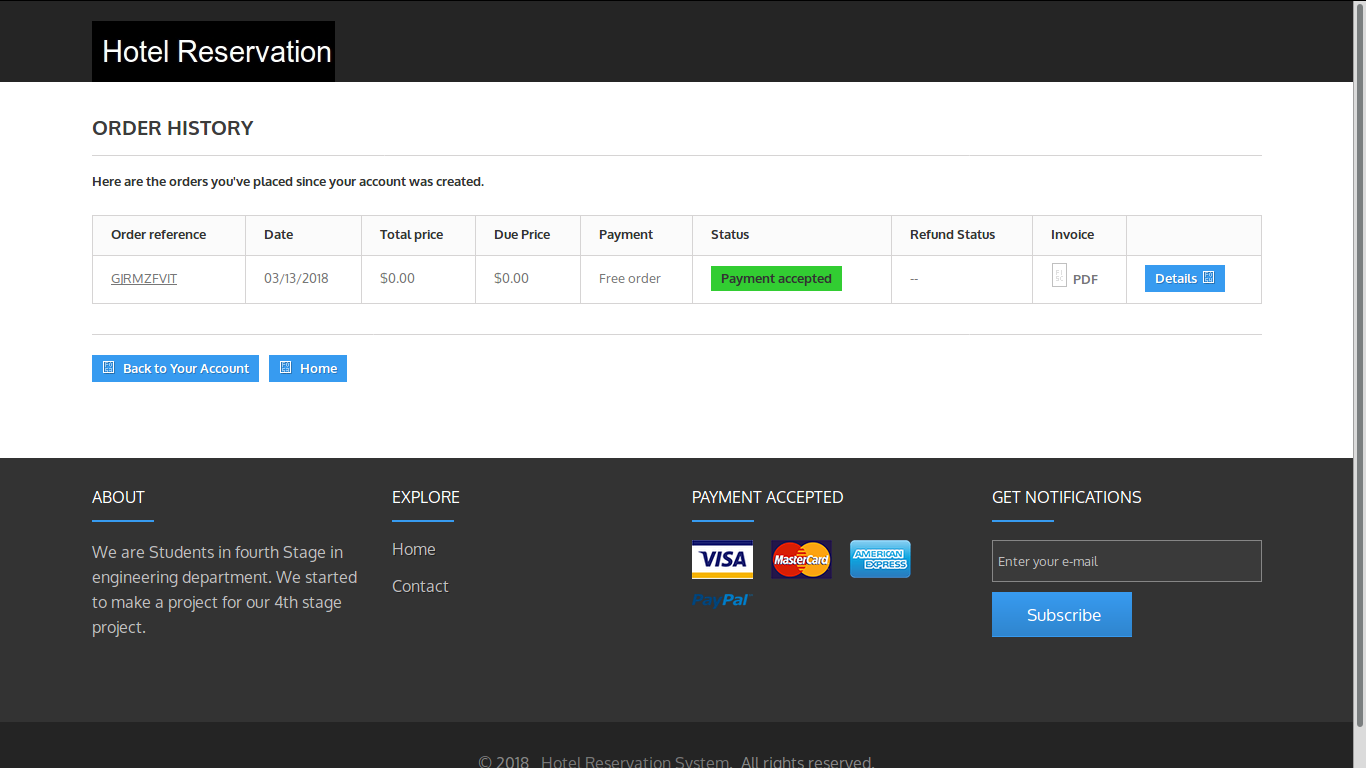 Hotel Reservation
ORDER HISTORY
Here are the orders you've placed since your account was created.
Order reference Date Total price Due Price Payment Status Refund Status Invoice
GJRMZFVIT 03/13/2018 $0.00 $0.00 Free order Payment accepted -- PDF Details
Back to Your Account Home
ABOUT
We are Students in fourth Stage in
engineering department. We started
to make a project for our 4th stage
project.
EXPLORE
Home
Contact
PAYMENT ACCEPTED
VISA MasterCard AMERICAN EXPRESS
PayPal
GET NOTIFICATIONS
Enter your e-mail
Subscribe
© 2018 Hotel Reservation System. All rights reserved.